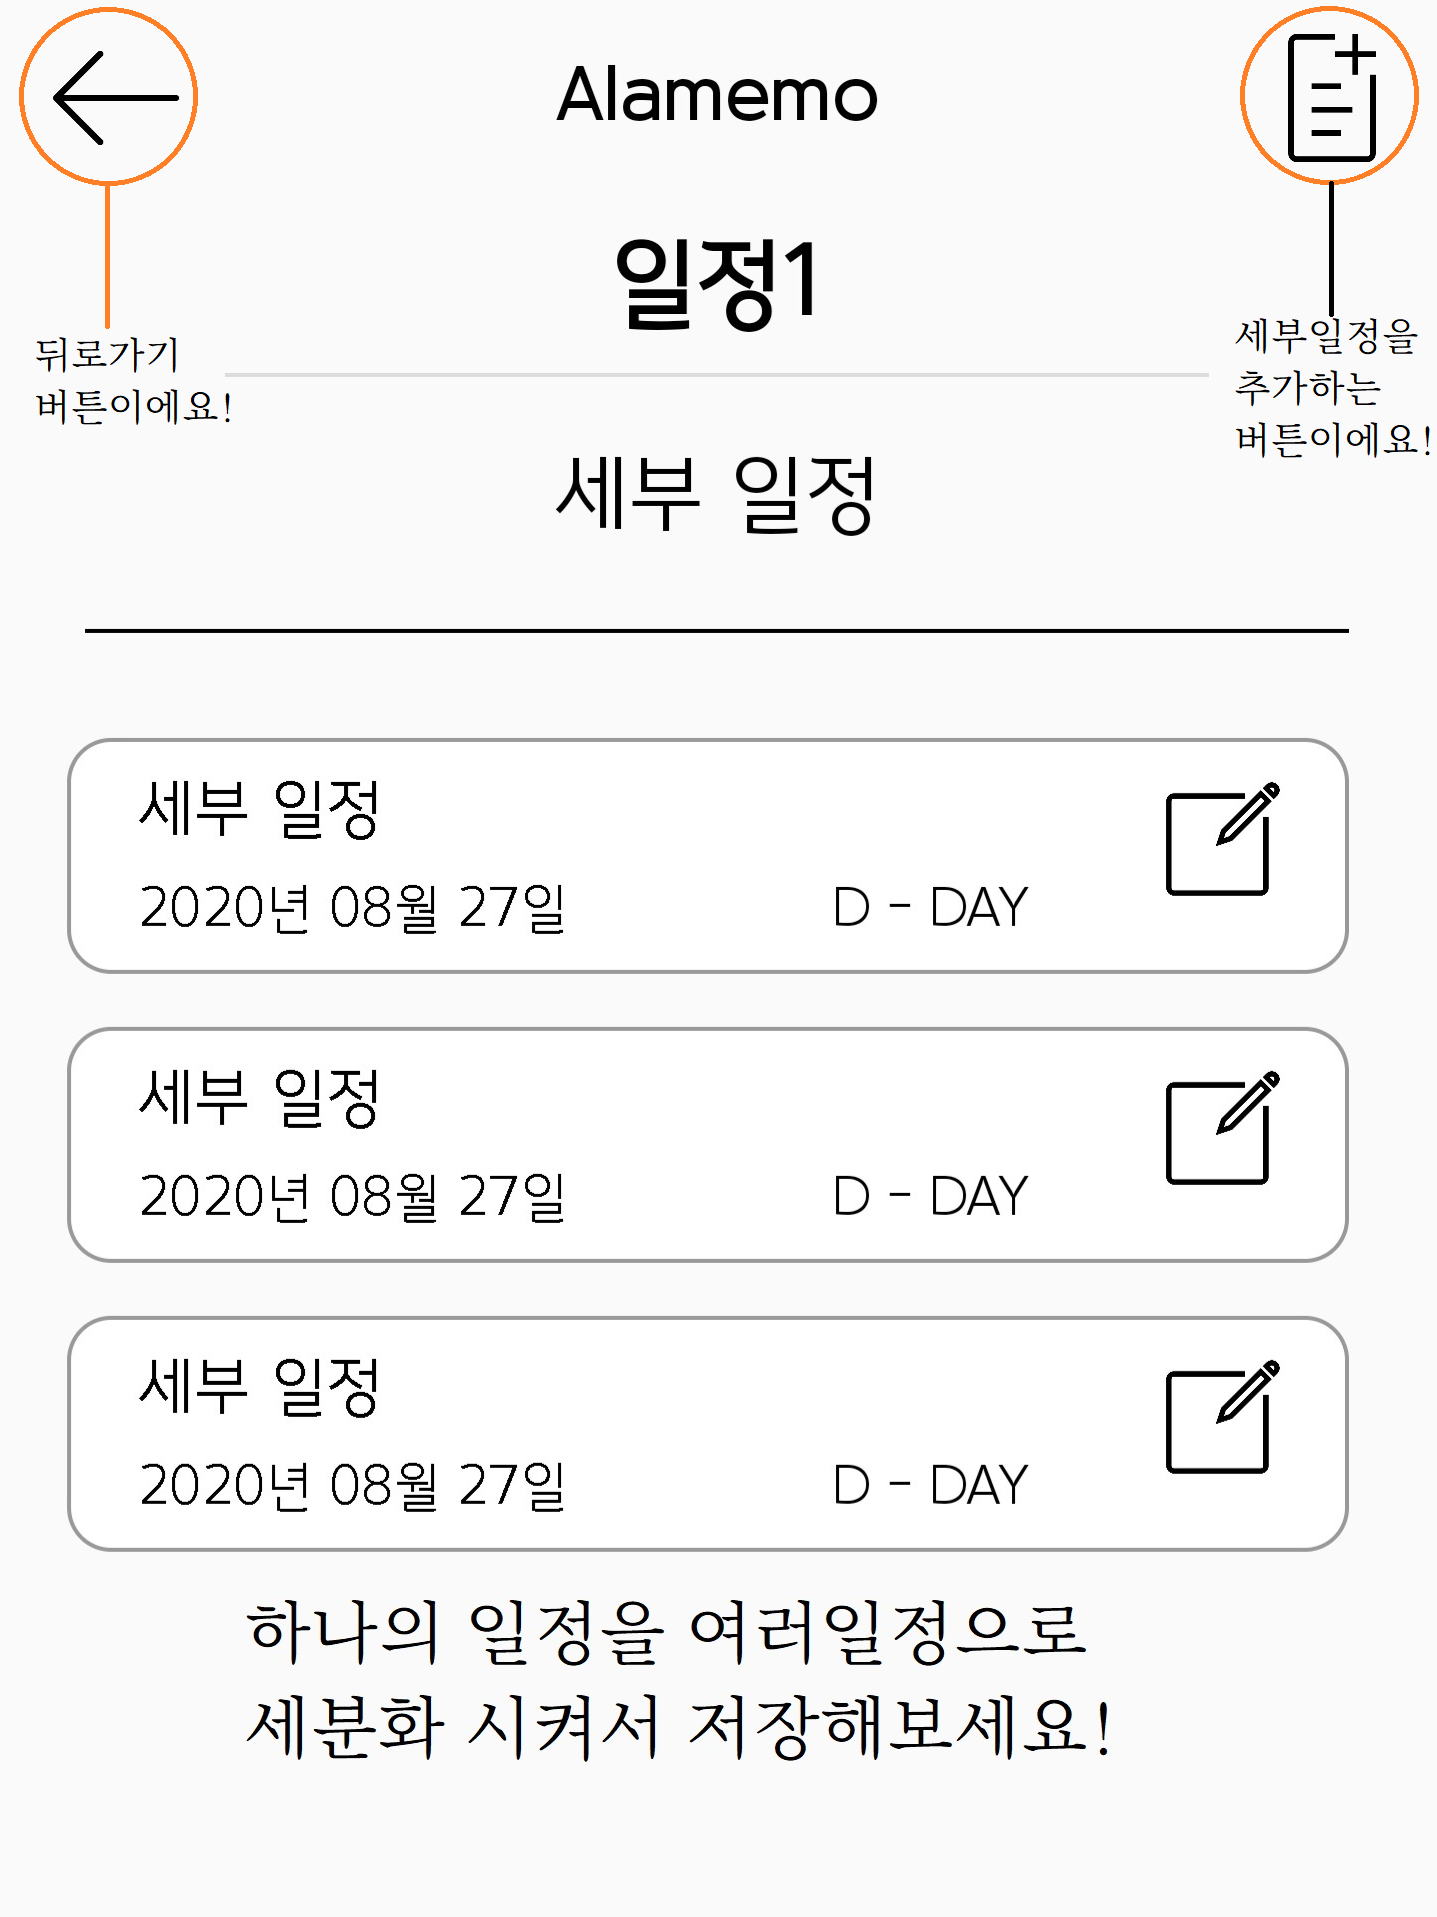 Alamemo
일정1
뒤로가기
버튼이에요!
세부일정을
추가하는
버튼이에요!
세부 일정
세부 일정
2020년 08월 27일 D - DAY
세부 일정
2020년 08월 27일 D - DAY
세부 일정
2020년 08월 27일 D - DAY
하나의 일정을 여러일정으로
세분화 시켜서 저장해보세요!